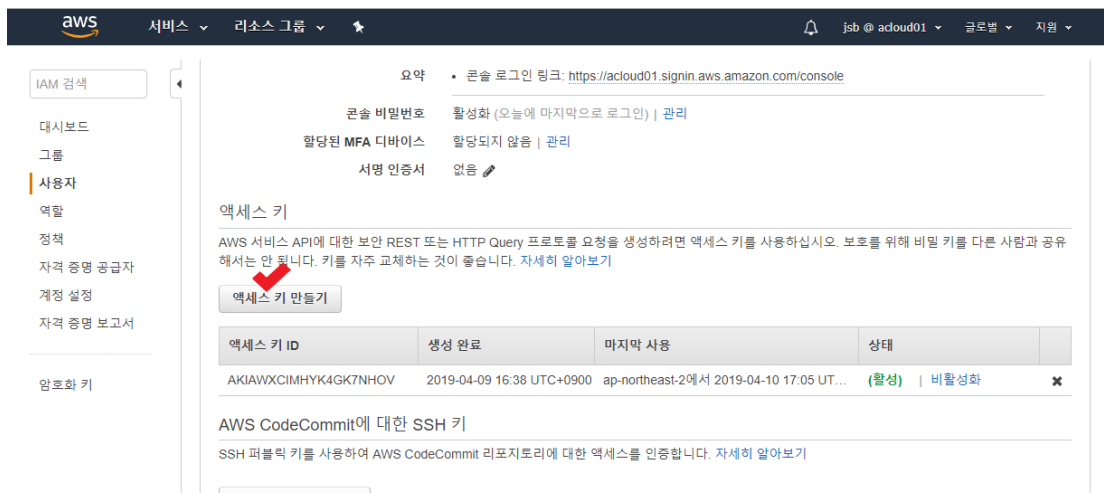 aws 서비스 리소스 그룹 jsb @ acloud01 글로벌 지원
IAM 검색
대시보드
그룹
사용자
역할
정책
자격 증명 공급자
계정 설정
자격 증명 보고서
암호화 키
요약 • 콘솔 로그인 링크: https://acloud01.signin.aws.amazon.com/console
콘솔 비밀번호 활성화 (오늘에 마지막으로 로그인) | 관리
할당된 MFA 디바이스 할당되지 않음 | 관리
서명 인증서 없음
액세스 키
AWS 서비스 API에 대한 보안 REST 또는 HTTP Query 프로토콜 요청을 생성하려면 액세스 키를 사용하십시오. 보호를 위해 비밀 키를 다른 사람과 공유
해서는 안 됩니다. 키를 자주 교체하는 것이 좋습니다. 자세히 알아보기
액세스 키 만들기
액세스 키 ID 생성 완료 마지막 사용 상태
AKIAWXCIMHYK4GK7NHOV 2019-04-09 16:38 UTC+0900 ap-northeast-2에서 2019-04-10 17:05 UT... (활성) | 비활성화
AWS CodeCommit에 대한 SSH 키
SSH 퍼블릭 키를 사용하여 AWS CodeCommit 리포지토리에 대한 액세스를 인증합니다. 자세히 알아보기